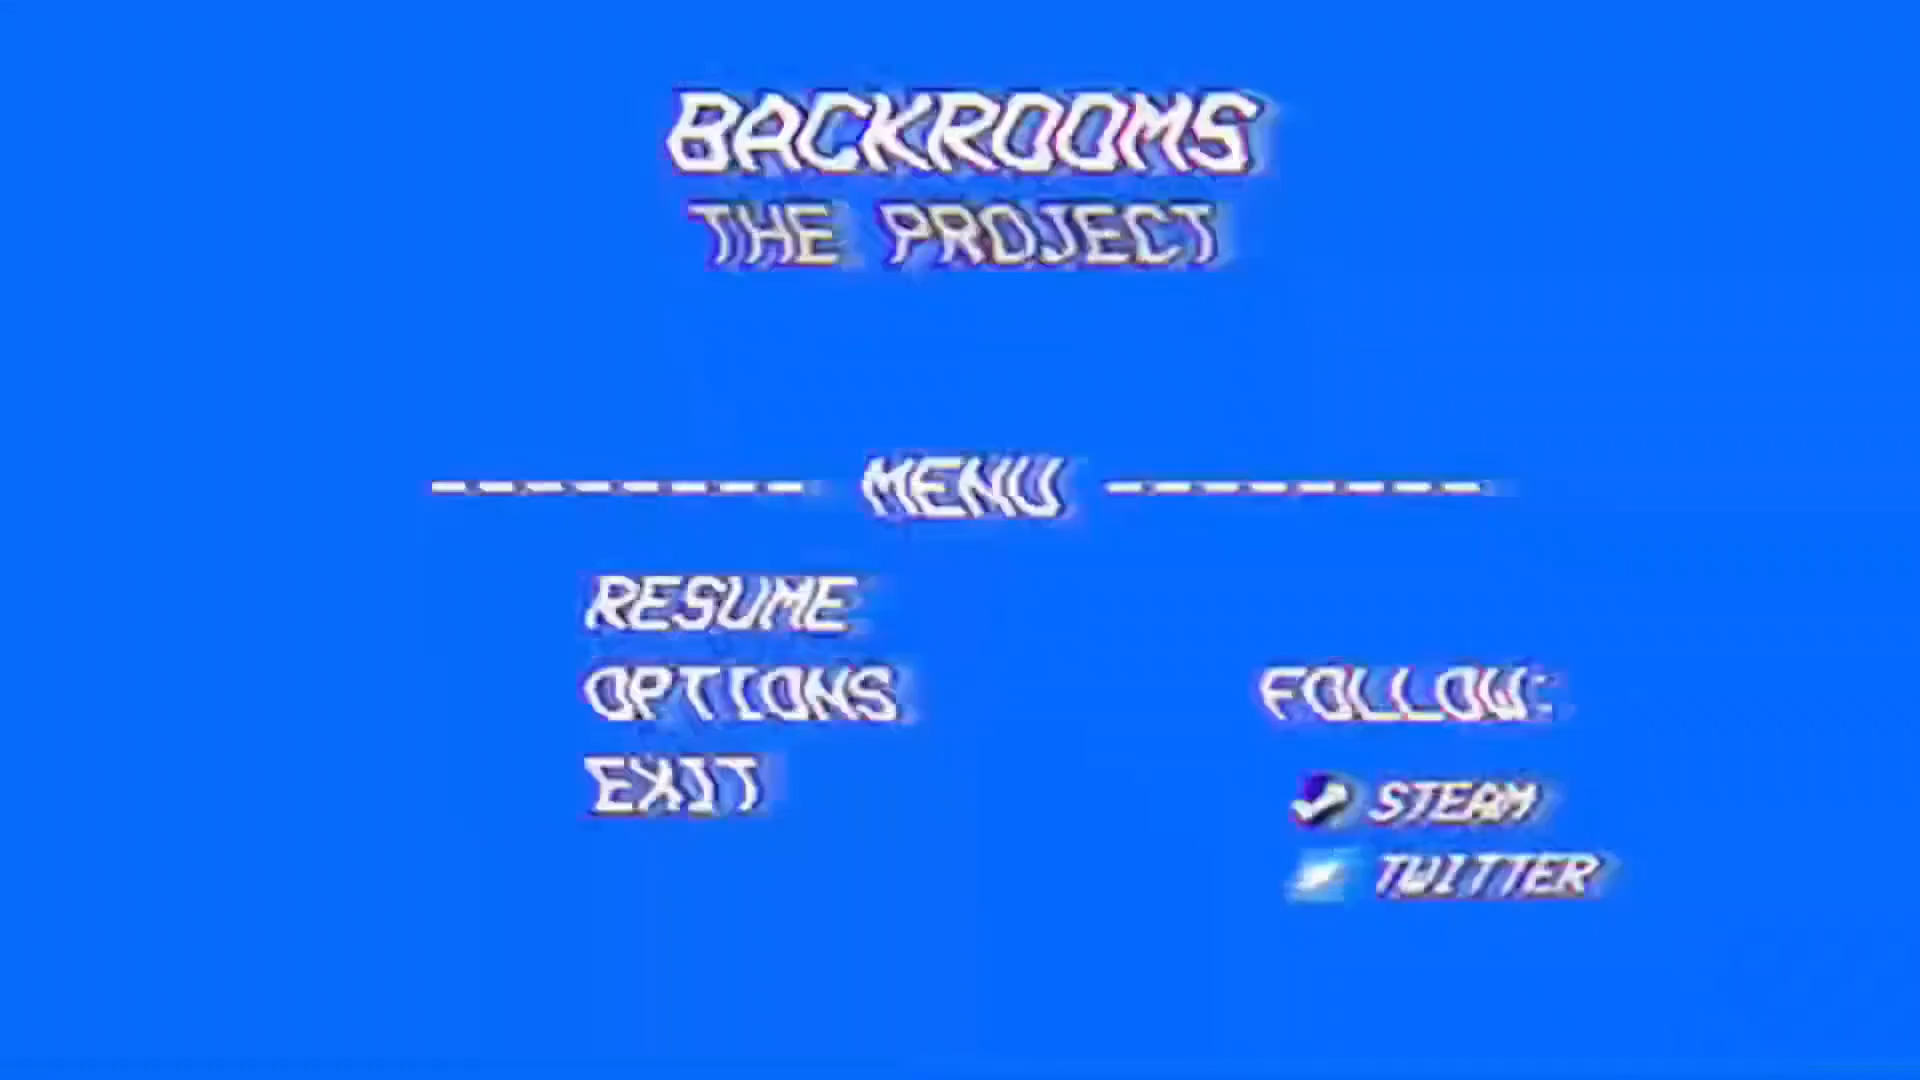 BACKROOMS
THE PROJECT
-------- MENU --------
RESUME
OPTIONS
EXIT
FOLLOW:
STEAM
TWITTER